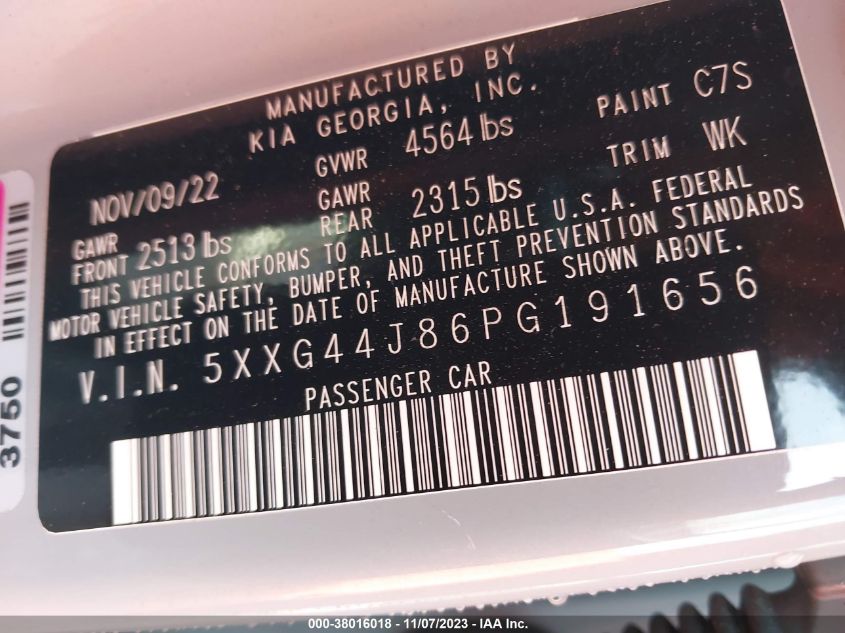 MANUFACTURED BY
KIA GEORGIA, INC.
NOV/09/22
GVWR 4564 lbs
PAINT C7S
GAWR FRONT 2513 lbs
GAWR REAR 2315 lbs
TRIM WK
THIS VEHICLE CONFORMS TO ALL APPLICABLE U.S.A. FEDERAL
MOTOR VEHICLE SAFETY, BUMPER, AND THEFT PREVENTION STANDARDS
IN EFFECT ON THE DATE OF MANUFACTURE SHOWN ABOVE.
V.I.N. 5XXG44J86PG191656
PASSENGER CAR
3750
000-38016018 - 11/07/2023 - © IAA Inc.